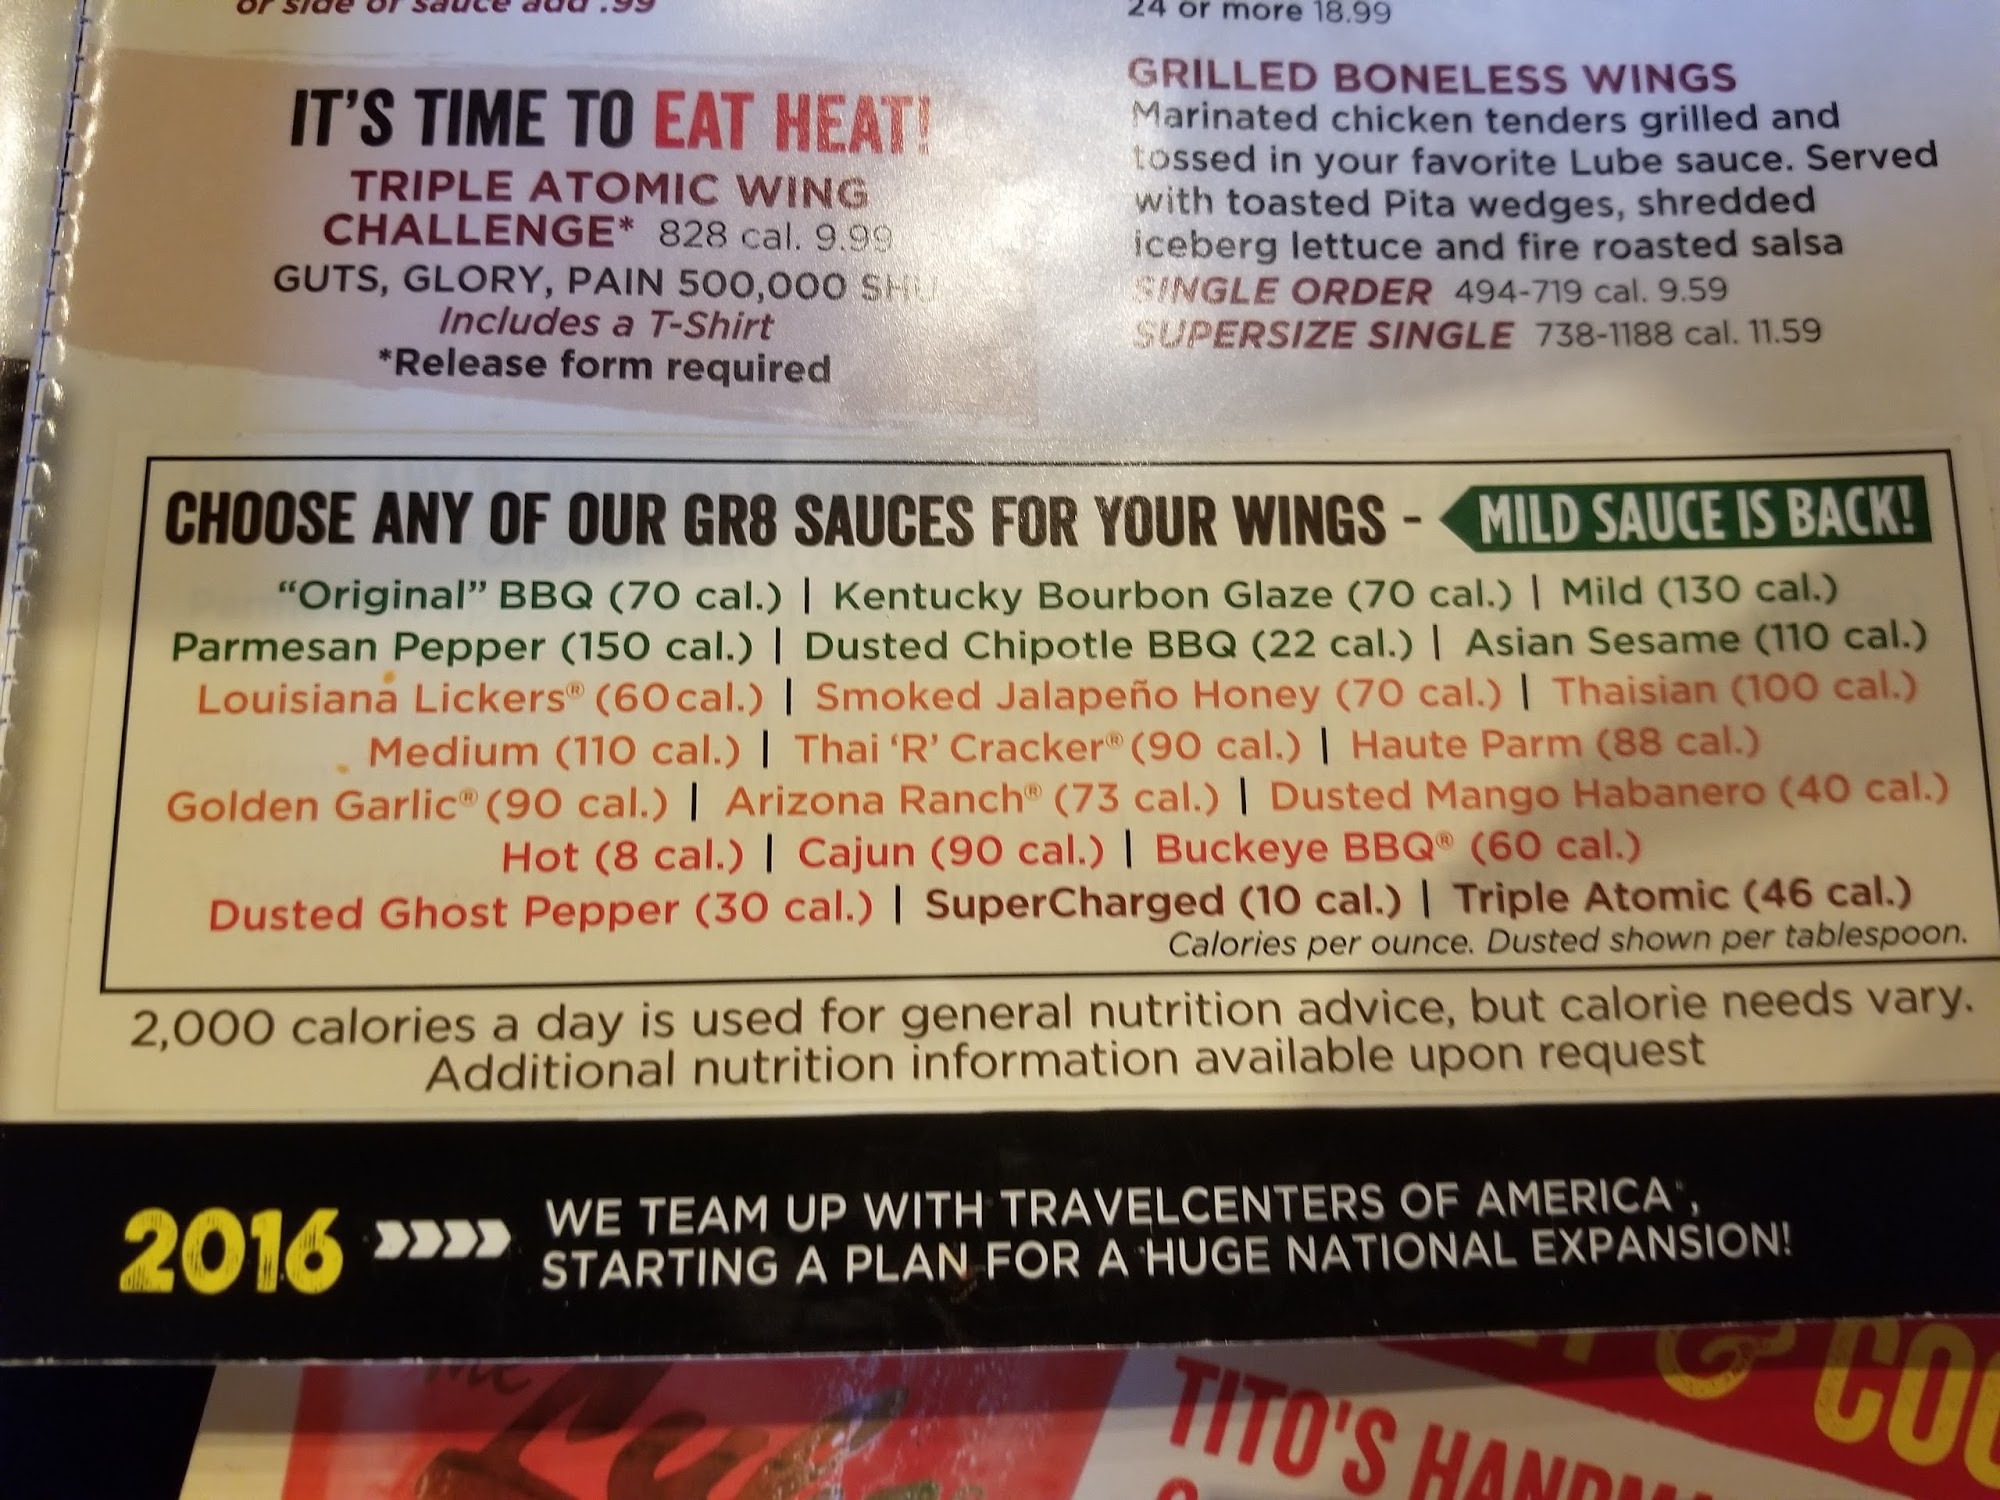 or side of sauce add .99
IT'S TIME TO EAT HEAT!
TRIPLE ATOMIC WING
CHALLENGE* 828 cal. 9.99
GUTS, GLORY, PAIN 500,000 SHU
Includes a T-Shirt
*Release form required
24 or more 18.99
GRILLED BONELESS WINGS
Marinated chicken tenders grilled and
tossed in your favorite Lube sauce. Served
with toasted Pita wedges, shredded
iceberg lettuce and fire roasted salsa
SINGLE ORDER 494-719 cal. 9.59
SUPERSIZE SINGLE 738-1188 cal. 11.59
CHOOSE ANY OF OUR GR8 SAUCES FOR YOUR WINGS - MILD SAUCE IS BACK!
“Original” BBQ (70 cal.) | Kentucky Bourbon Glaze (70 cal.) | Mild (130 cal.)
Parmesan Pepper (150 cal.) | Dusted Chipotle BBQ (22 cal.) | Asian Sesame (110 cal.)
Louisiana Lickers® (60 cal.) | Smoked Jalapeño Honey (70 cal.) | Thaisian (100 cal.)
Medium (110 cal.) | Thai ‘R’ Cracker® (90 cal.) | Haute Parm (88 cal.)
Golden Garlic® (90 cal.) | Arizona Ranch® (73 cal.) | Dusted Mango Habanero (40 cal.)
Hot (8 cal.) | Cajun (90 cal.) | Buckeye BBQ® (60 cal.)
Dusted Ghost Pepper (30 cal.) | SuperCharged (10 cal.) | Triple Atomic (46 cal.)
Calories per ounce. Dusted shown per tablespoon.
2,000 calories a day is used for general nutrition advice, but calorie needs vary.
Additional nutrition information available upon request
2016 WE TEAM UP WITH TRAVELCENTERS OF AMERICA,
STARTING A PLAN FOR A HUGE NATIONAL EXPANSION!
TITO'S